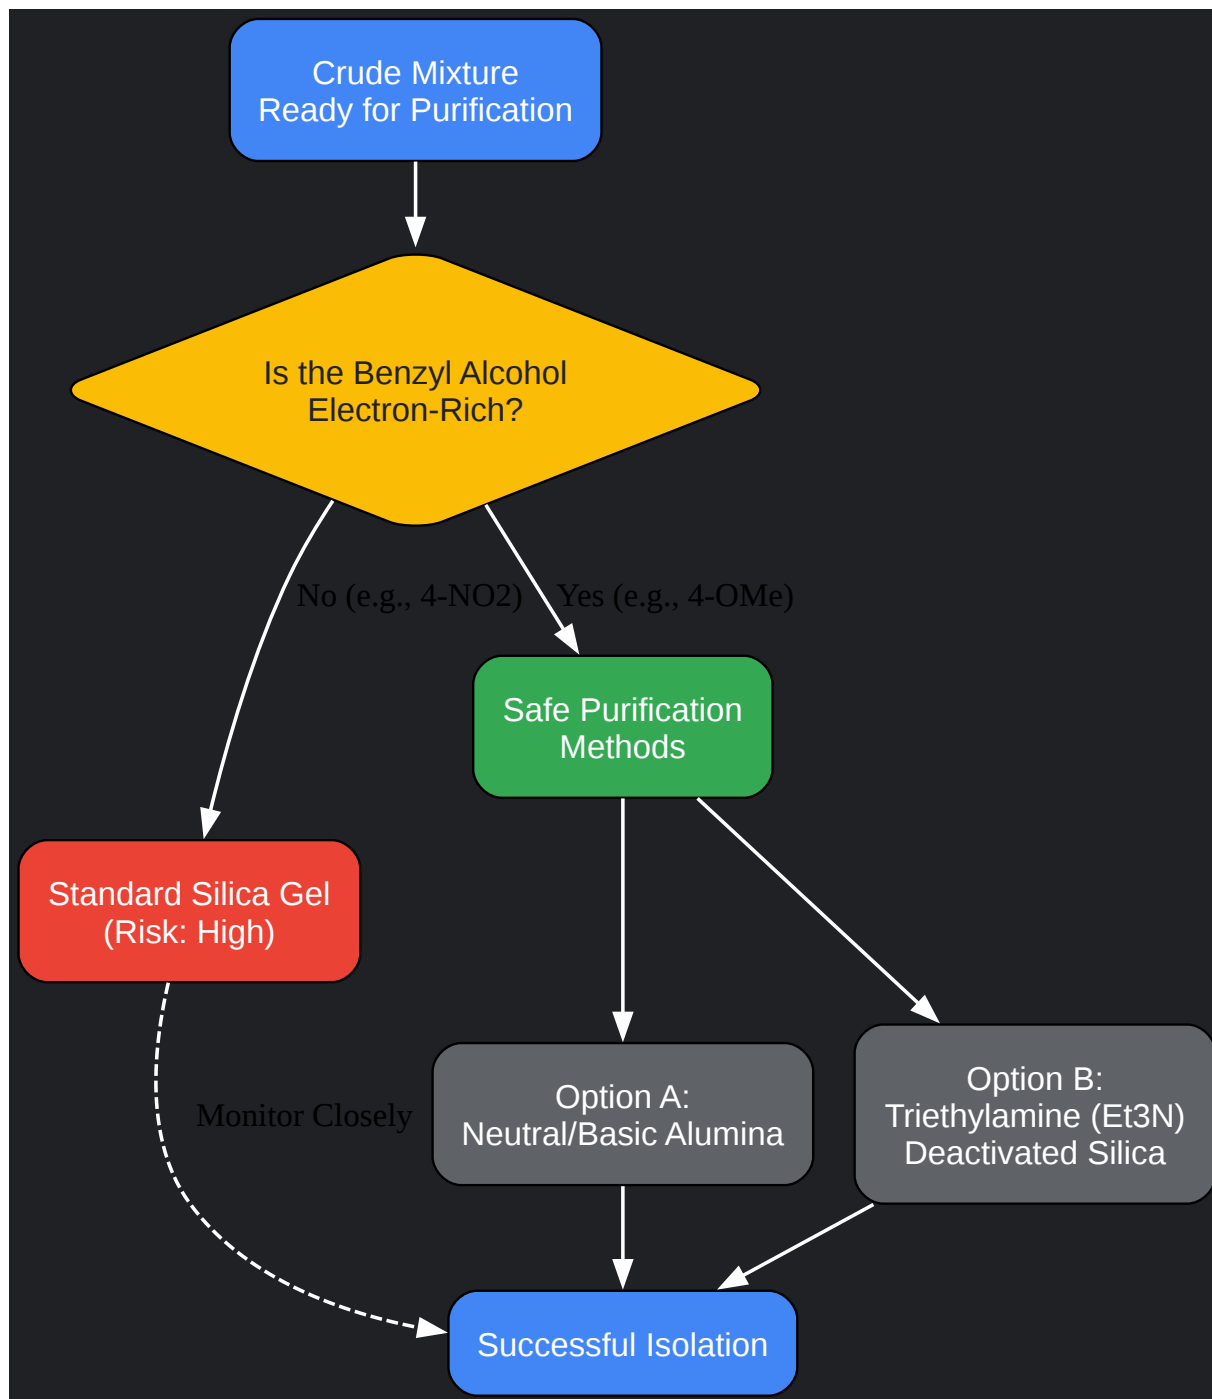 Crude Mixture
Ready for Purification
Is the Benzyl Alcohol
Electron-Rich?
No (e.g., 4-NO2)
Yes (e.g., 4-OMe)
Safe Purification
Methods
Standard Silica Gel
(Risk: High)
Monitor Closely
Option A:
Neutral/Basic Alumina
Option B:
Triethylamine (Et3N)
Deactivated Silica
Successful Isolation